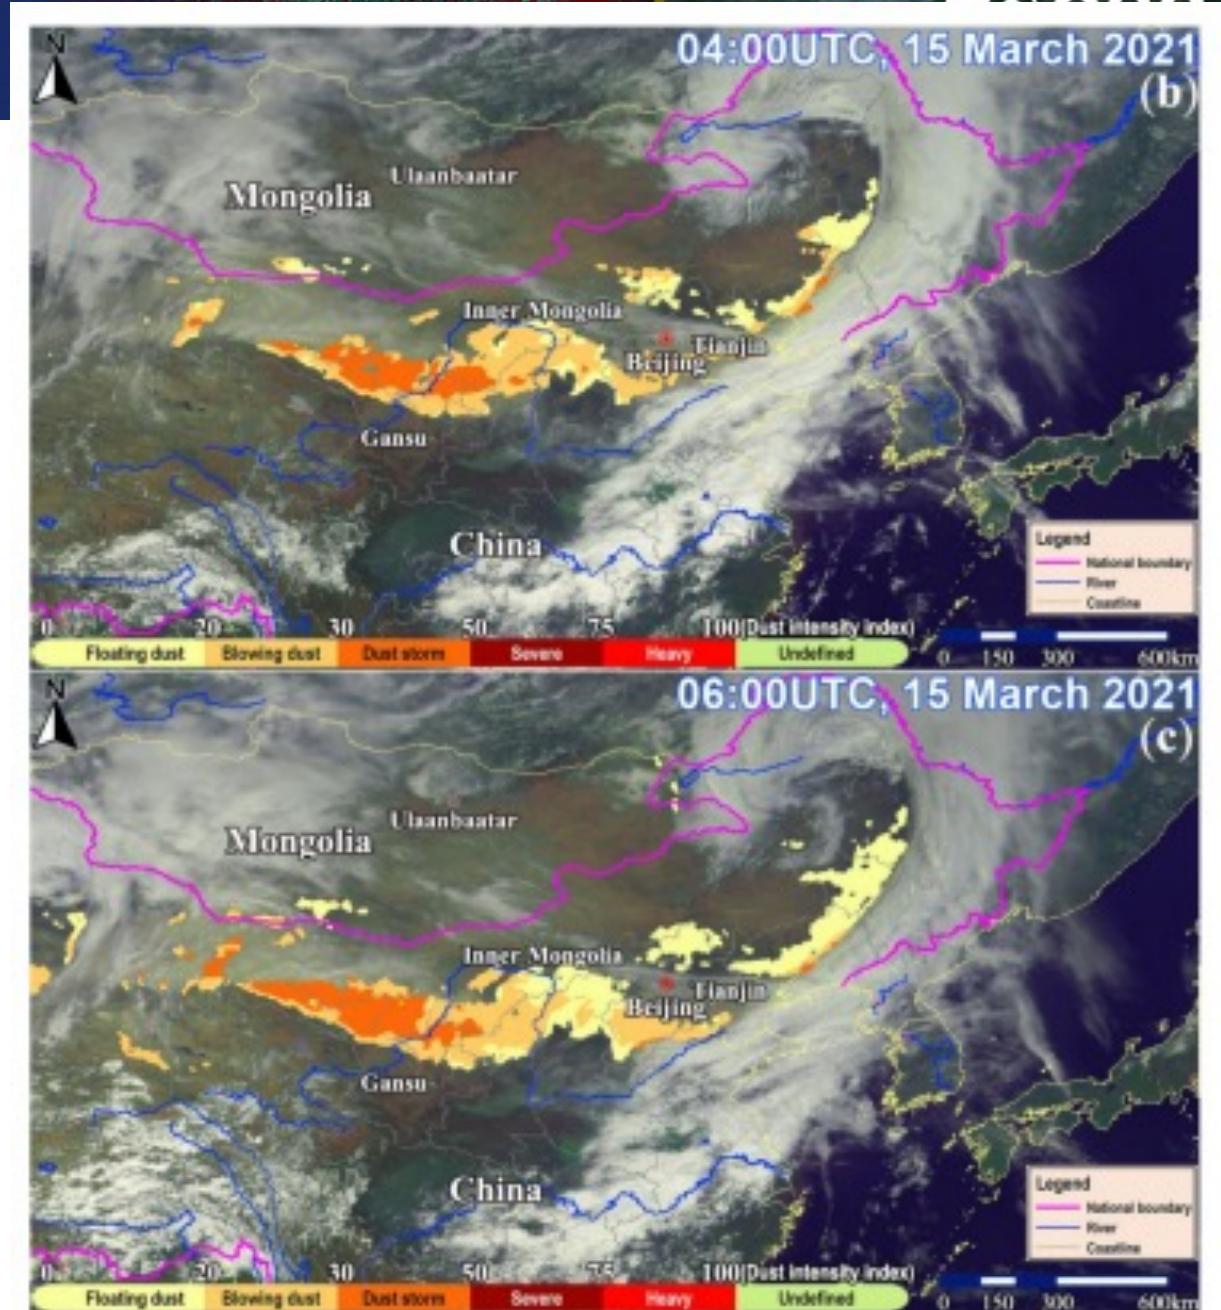 N
04:00UTC, 15 March 2021
(b)
Ulaanbaatar
Mongolia
Inner Mongolia
Tianjin
Beijing
Gansu
China
Legend
National boundary
River
Coastline
0 20 30 50 75 100(Dust intensity index)
Floating dust Blowing dust Dust storm Severe Heavy Undefined
0 150 300 600km
N
06:00UTC, 15 March 2021
(c)
Ulaanbaatar
Mongolia
Inner Mongolia
Tianjin
Beijing
Gansu
China
Legend
National boundary
River
Coastline
0 20 30 50 75 100(Dust intensity index)
Floating dust Blowing dust Dust storm Severe Heavy Undefined
0 150 300 600km